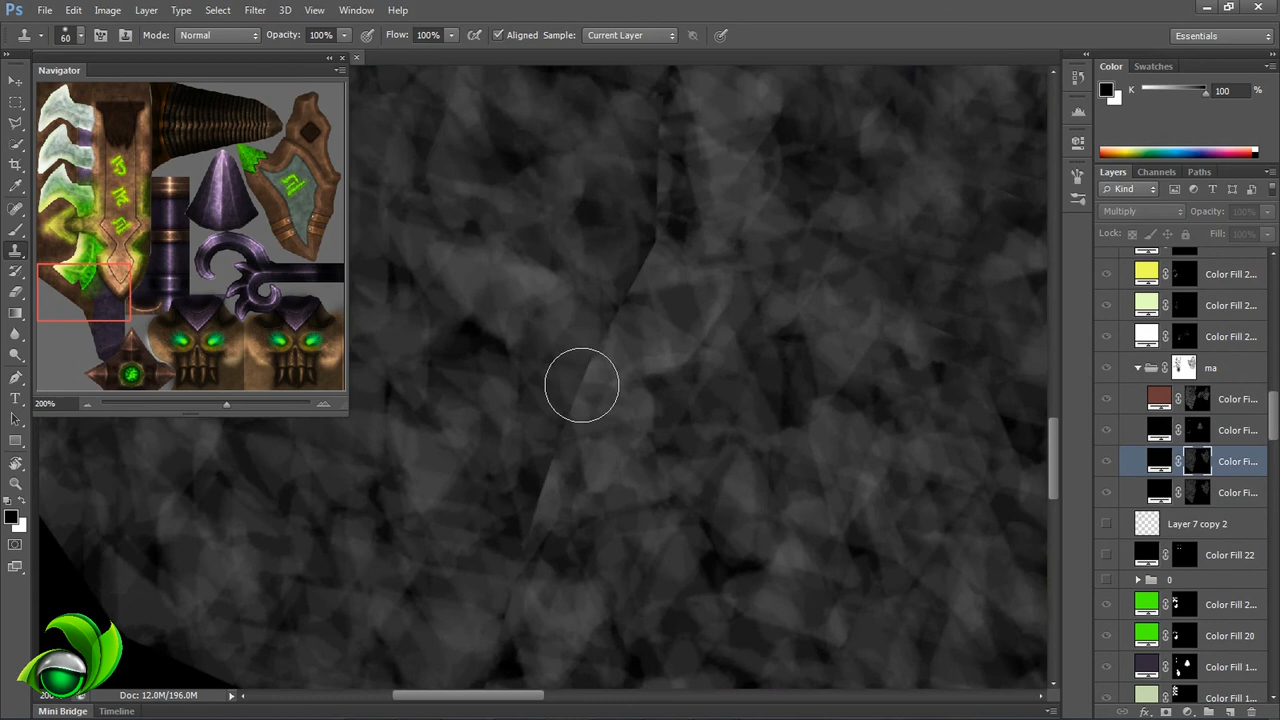 Ps File Edit Image Layer Type Select Filter 3D View Window Help
60 Mode: Normal Opacity: 100% Flow: 100% Aligned Sample: Current Layer Essentials
Navigator
200%
Color Swatches
K 100 %
Layers Channels Paths
Kind
Multiply Opacity: 100%
Lock: Fill: 100%
Color Fill 2...
Color Fill 2...
Color Fill 2...
ma
Color Fi...
Color Fi...
Color Fi...
Color Fi...
Layer 7 copy 2
Color Fill 22
0
Color Fill 2...
Color Fill 20
Color Fill 1...
Color Fill 1...
Doc: 12.0M/196.0M
Mini Bridge Timeline